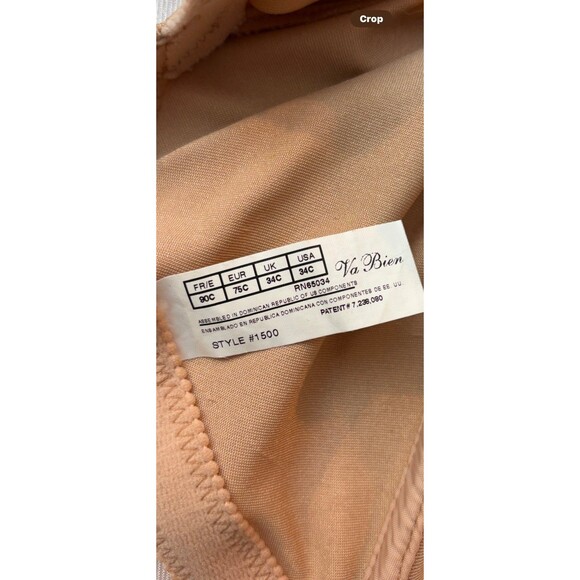 Crop
FR/E EUR UK USA
90C 75C 34C 34C
Va Bien
RN65034
ASSEMBLED IN DOMINICAN REPUBLIC OF US COMPONENTS
ENSAMBLADO EN REPUBLICA DOMINICANA CON COMPONENTES DE EE. UU.
PATENT# 7,238,080
STYLE #1500